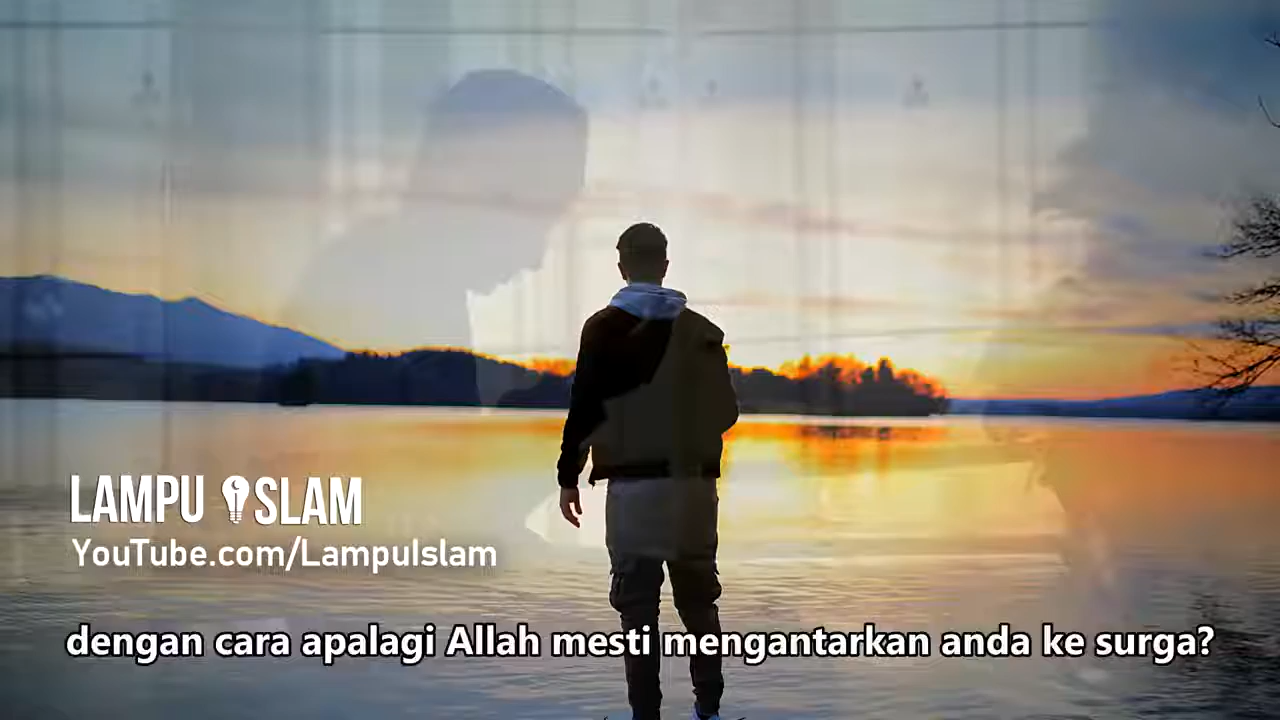 LAMPU ISLAM
YouTube.com/LampuIslam
dengan cara apalagi Allah mesti mengantarkan anda ke surga?